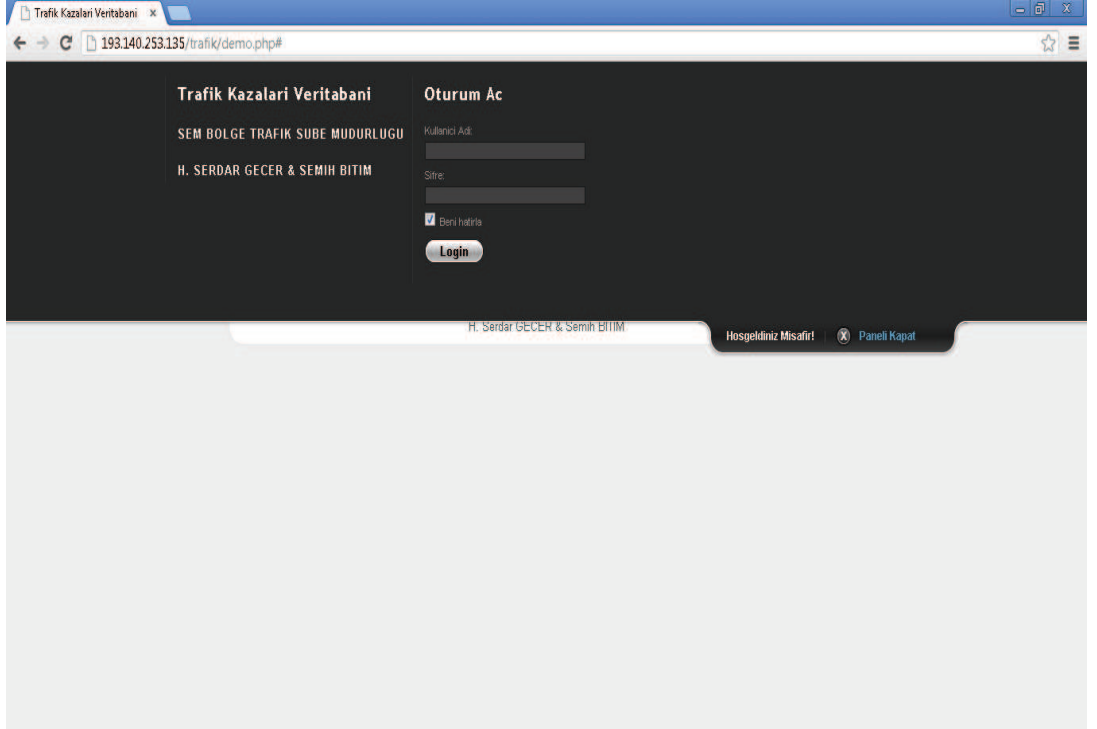 Trafik Kazalari Veritabani x
193.140.253.135/trafik/demo.php#
Trafik Kazalari Veritabani
SEM BOLGE TRAFIK SUBE MUDURLUGU
H. SERDAR GECER & SEMIH BITIM
Oturum Ac
Kullanici Adi:
Sifre:
Beni hatirla
Login
H. Serdar GECER & Semih BITIM
Hosgeldiniz Misafir!
X Paneli Kapat